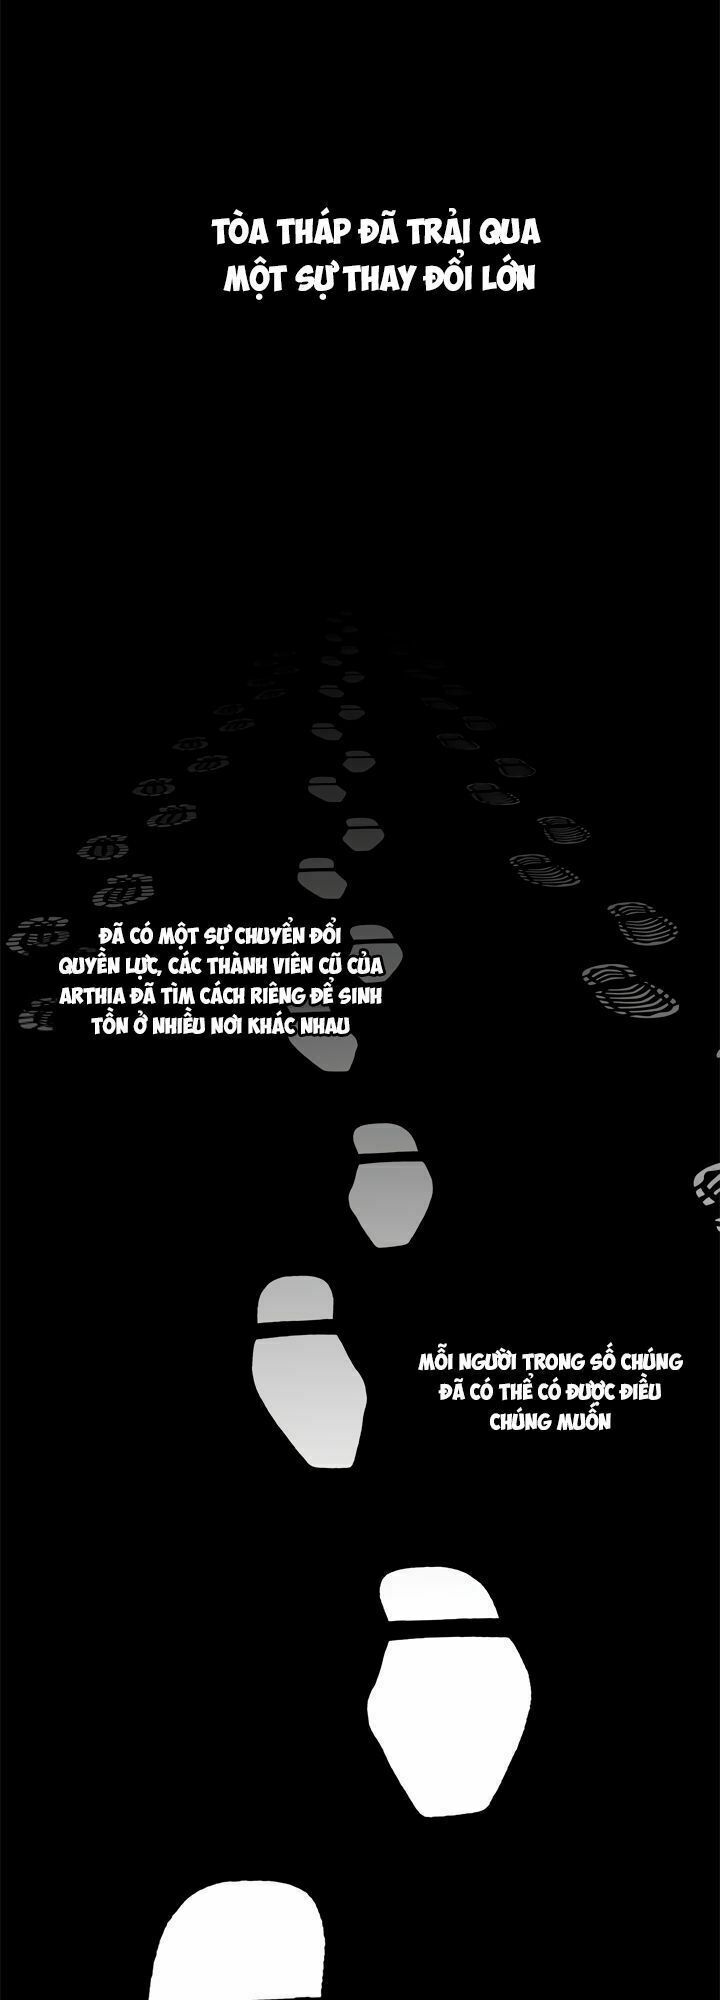 TÒA THÁP ĐÃ TRẢI QUA
MỘT SỰ THAY ĐỔI LỚN
ĐÃ CÓ MỘT SỰ CHUYỂN ĐỔI
QUYỀN LỰC, CÁC THÀNH VIÊN CŨ CỦA
ARTHIA ĐÃ TÌM CÁCH RIÊNG ĐỂ SINH
TỒN Ở NHIỀU NƠI KHÁC NHAU
MỖI NGƯỜI TRONG SỐ CHÚNG
ĐÃ CÓ THỂ CÓ ĐƯỢC ĐIỀU
CHÚNG MUỐN